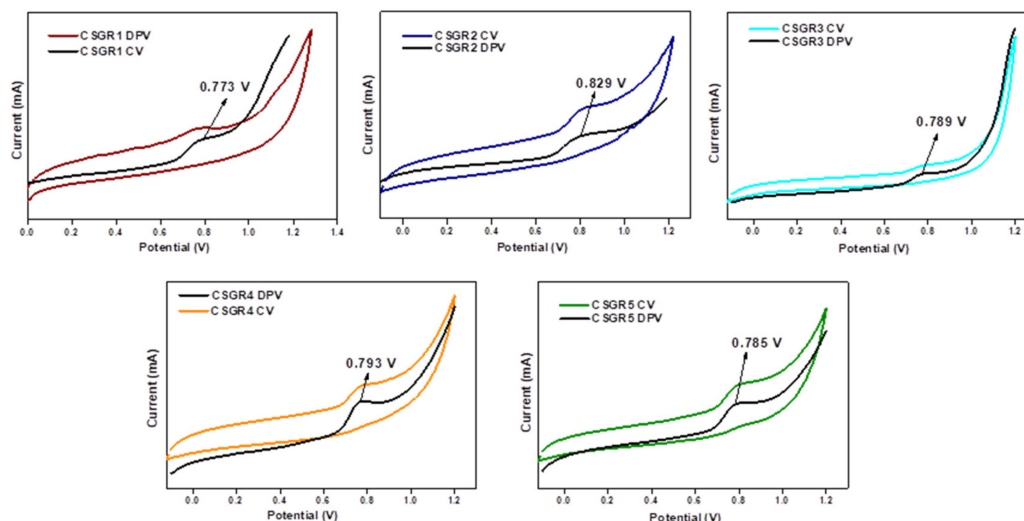 CSGR1 DPV
CSGR1 CV
0.773 V
Current (mA)
0.0 0.2 0.4 0.6 0.8 1.0 1.2 1.4
Potential (V)
CSGR2 CV
CSGR2 DPV
0.829 V
Current (mA)
0.0 0.2 0.4 0.6 0.8 1.0 1.2
Potential (V)
CSGR3 CV
CSGR3 DPV
0.789 V
Current (mA)
0.0 0.2 0.4 0.6 0.8 1.0 1.2
Potential (V)
CSGR4 DPV
CSGR4 CV
0.793 V
Current (mA)
0.0 0.2 0.4 0.6 0.8 1.0 1.2
Potential (V)
CSGR5 CV
CSGR5 DPV
0.785 V
Current (mA)
0.0 0.2 0.4 0.6 0.8 1.0 1.2
Potential (V)